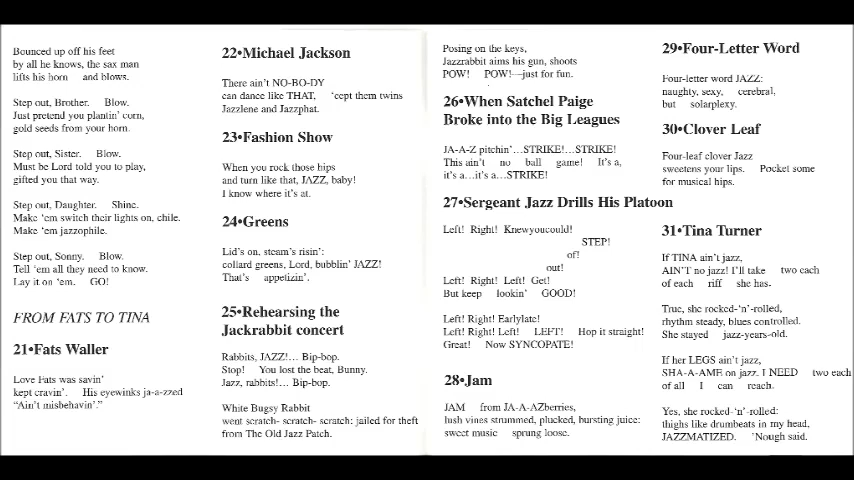 Bounced up off his feet
by all he knows, the sax man
lifts his horn and blows.
Step out, Brother. Blow.
Just pretend you plantin' corn,
gold seeds from your horn.
Step out, Sister. Blow.
Must be Lord told you to play,
gifted you that way.
Step out, Daughter. Shine.
Make 'em switch their lights on, chile.
Make 'em jazzophile.
Step out, Sonny. Blow.
Tell 'em all they need to know.
Lay it on 'em. GO!
FROM FATS TO TINA
21•Fats Waller
Love Fats was savin'
kept cravin'. His eyewinks ja-a-zzed
"Ain't misbehavin'."
22•Michael Jackson
There ain't NO-BO-DY
can dance like THAT, 'cept them twins
Jazzlene and Jazzphat.
23•Fashion Show
When you rock those hips
and turn like that, JAZZ, baby!
I know where it's at.
24•Greens
Lid's on, steam's risin':
collard greens, Lord, bubblin' JAZZ!
That's appetizin'.
25•Rehearsing the
Jackrabbit concert
Rabbits, JAZZ!… Bip-bop.
Stop! You lost the beat, Bunny.
Jazz, rabbits!… Bip-bop.
White Bugsy Rabbit
went scratch- scratch- scratch: jailed for theft
from The Old Jazz Patch.
Posing on the keys,
Jazzrabbit aims his gun, shoots
POW! POW!—just for fun.
26•When Satchel Paige
Broke into the Big Leagues
JA-A-Z pitchin'…STRIKE!…STRIKE!
This ain't no ball game! It's a,
it's a…it's a…STRIKE!
27•Sergeant Jazz Drills His Platoon
Left! Right! Knewyoucould!
STEP!
of!
out!
Left! Right! Left! Get!
But keep lookin' GOOD!
Left! Right! Earlylate!
Left! Right! Left! LEFT! Hop it straight!
Great! Now SYNCOPATE!
28•Jam
JAM from JA-A-AZberries,
lush vines strummed, plucked, bursting juice:
sweet music sprung loose.
29•Four-Letter Word
Four-letter word JAZZ:
naughty, sexy, cerebral,
but solarplexy.
30•Clover Leaf
Four-leaf clover Jazz
sweetens your lips. Pocket some
for musical hips.
31•Tina Turner
If TINA ain't jazz,
AIN'T no jazz! I'll take two each
of each riff she has.
True, she rocked-'n'-rolled,
rhythm steady, blues controlled.
She stayed jazz-years-old.
If her LEGS ain't jazz,
SHA-A-AME on jazz. I NEED two each
of all I can reach.
Yes, she rocked-'n'-rolled:
thighs like drumbeats in my head,
JAZZMATIZED. 'Nough said.